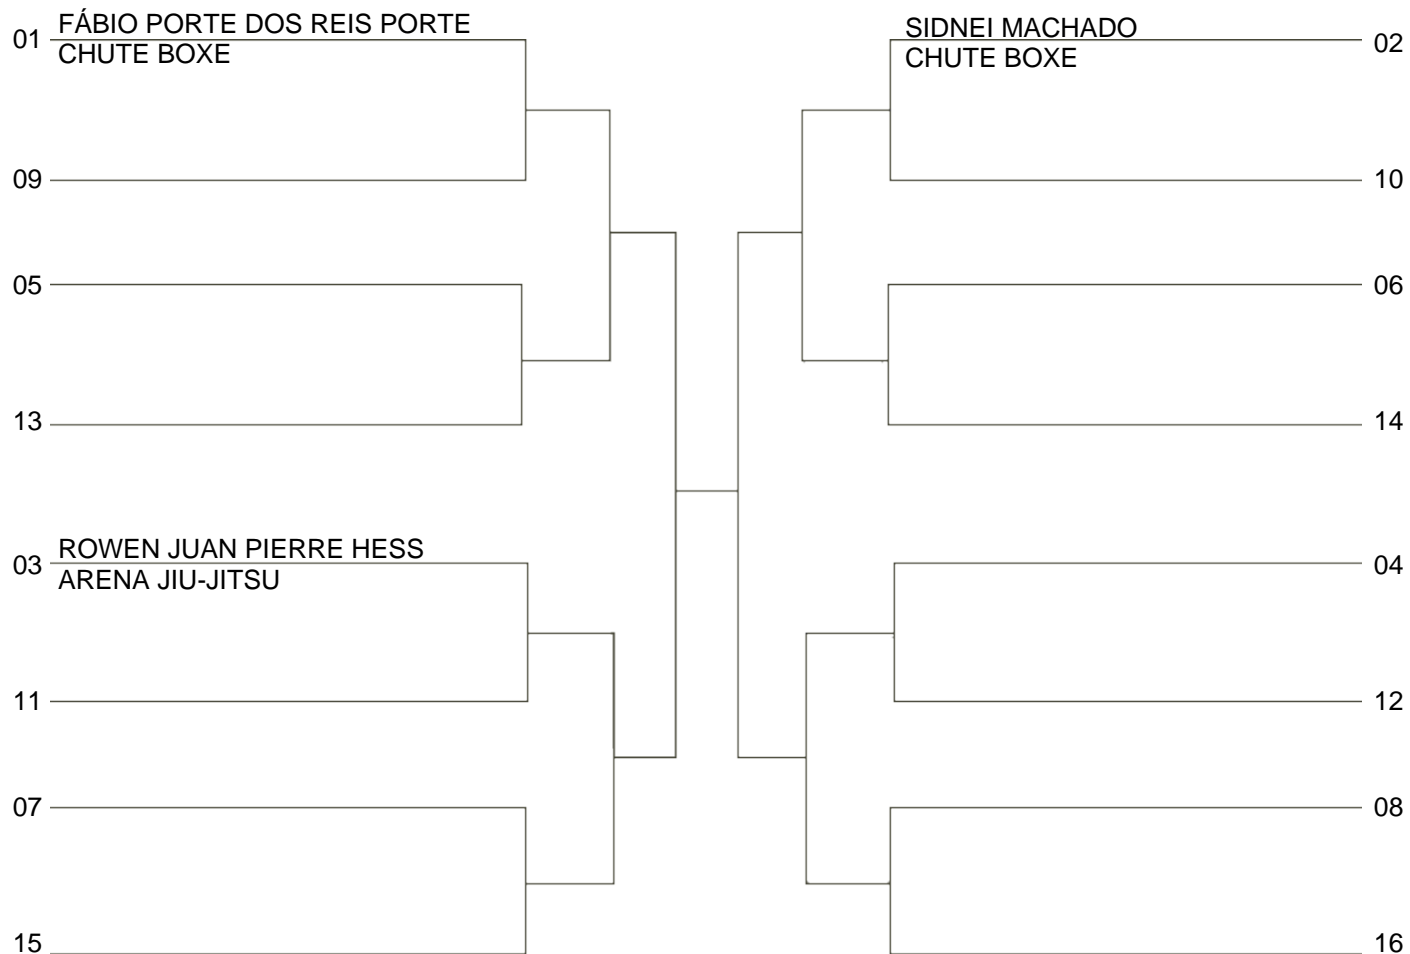 01 FÁBIO PORTE DOS REIS PORTE
CHUTE BOXE
09
05
13
03 ROWEN JUAN PIERRE HESS
ARENA JIU-JITSU
11
07
15
SIDNEI MACHADO 02
CHUTE BOXE
10
06
14
04
12
08
16